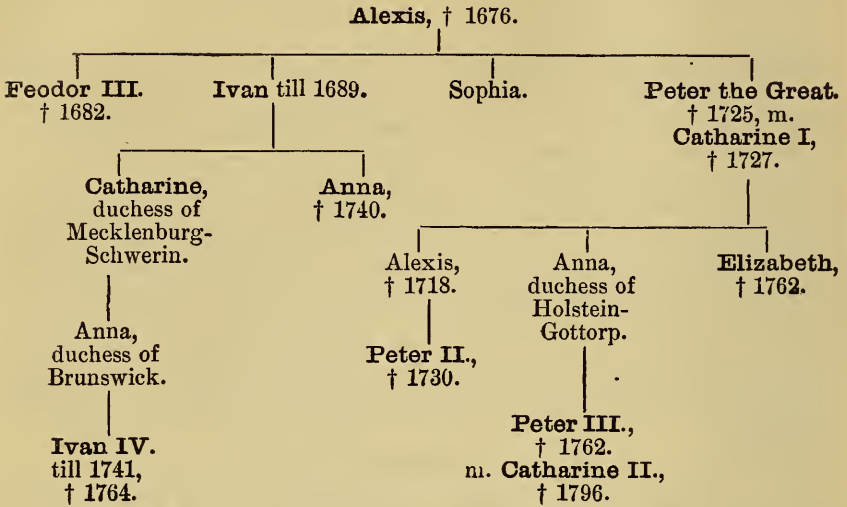 Alexis, † 1676.
Feodor III.
† 1682.
Ivan till 1689.
Sophia.
Peter the Great.
† 1725, m.
Catharine I,
† 1727.
Catharine,
duchess of
Mecklenburg-
Schwerin.
Anna,
† 1740.
Alexis,
† 1718.
Anna,
duchess of
Holstein-
Gottorp.
Elizabeth,
† 1762.
Anna,
duchess of
Brunswick.
Peter II.,
† 1730.
Ivan IV.
till 1741,
† 1764.
Peter III.,
† 1762.
m. Catharine II.,
† 1796.